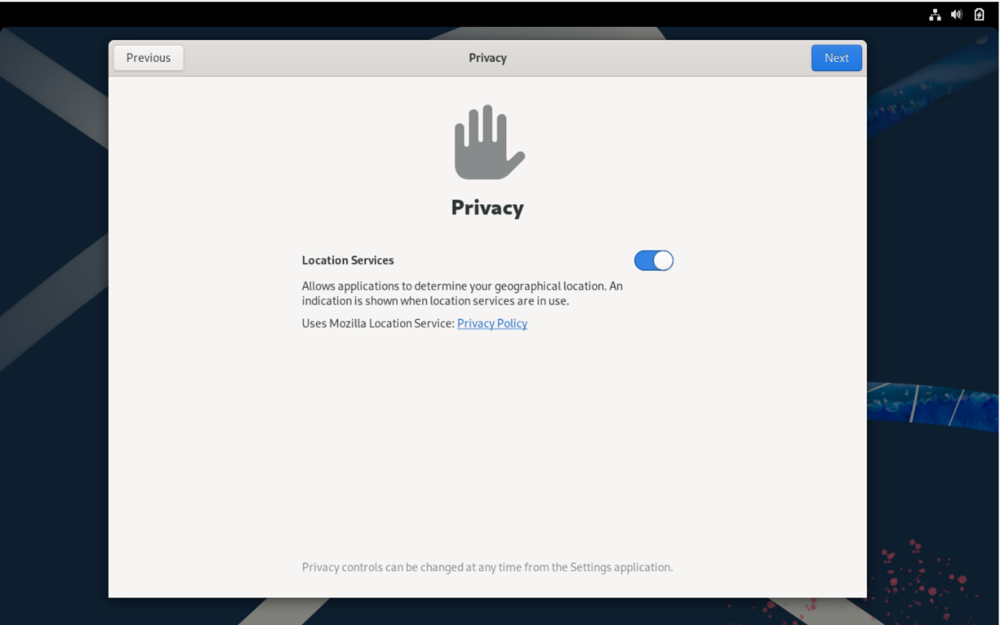 Previous
Privacy
Next
Privacy
Location Services
Allows applications to determine your geographical location. An
indication is shown when location services are in use.
Uses Mozilla Location Service: Privacy Policy
Privacy controls can be changed at any time from the Settings application.